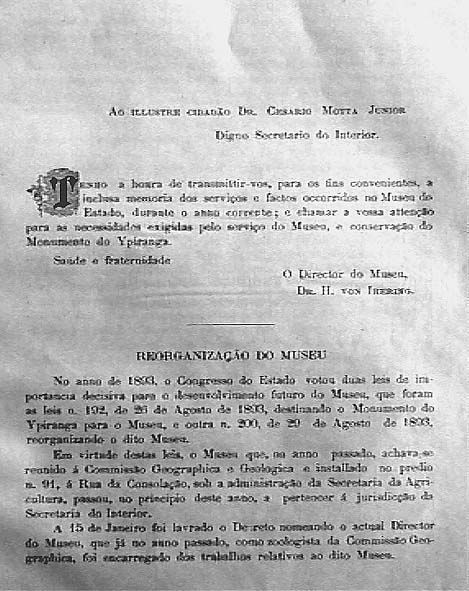 Ao illustre cidadão Dr. Cesario Motta Junior
Digno Secretario do Interior.
Tenho a honra de transmittir-vos, para os fins convenientes, a
inclusa memoria dos serviços e factos occorridos no Museu do
Estado, durante o anno corrente; e chamar a vossa attenção
para as necessidades exigidas pelo serviço do Museu, e conservação do
Monumento do Ypiranga.
Saude e fraternidade
O Director do Museu,
Dr. H. von Ihering.
REORGANIZAÇÃO DO MUSEU
No anno de 1893, o Congresso do Estado votou duas leis de im-
portancia decisiva para o desenvolvimento futuro do Museu, que foram
as leis n. 192, de 26 de Agosto de 1893, destinando o Monumento do
Ypiranga para o Museu, e outra n. 200, de 29 de Agosto de 1893,
reorganizando o dito Museu.
Em virtude destas leis, o Museu que, no anno passado, achava-se
reunido á Commissão Geographica e Geologica e installado no predio
n. 91, á Rua da Consolação, sob a administração da Secretaria da Agri-
cultura, passou, no principio deste anno, a pertencer á jurisdicção da
Secretaria do Interior.
A 15 de Janeiro foi lavrado o Decreto nomeando o actual Director
do Museu, que já no anno passado, como zoologista da Commissão Geo-
graphica, foi encarregado dos trabalhos relativos ao dito Museu.